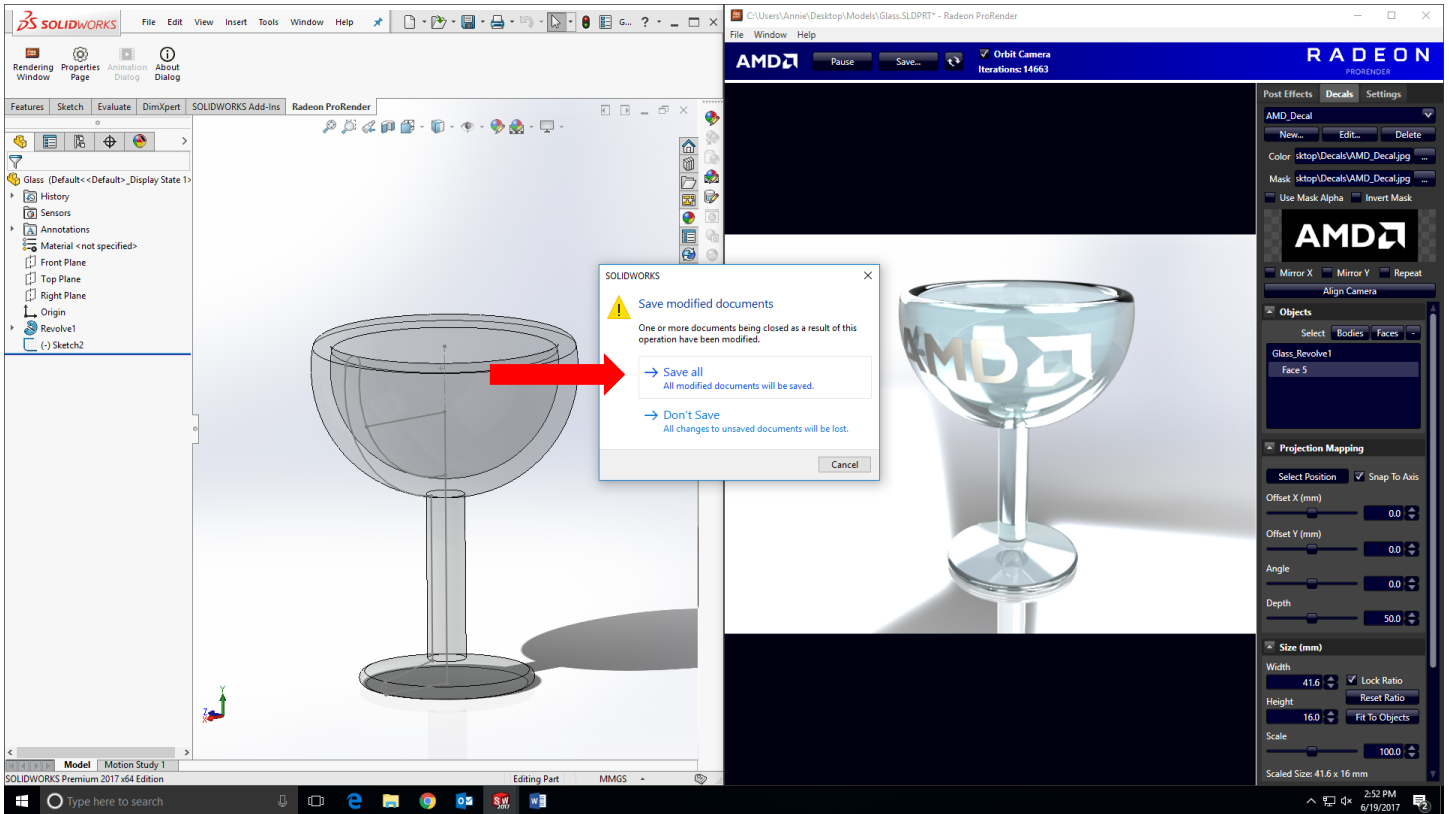 SOLIDWORKS
File Edit View Insert Tools Window Help
G... ?
Rendering Window
Properties Page
Animation Dialog
About Dialog
Features Sketch Evaluate DimXpert SOLIDWORKS Add-Ins Radeon ProRender
Glass (Default<<Default>_Display State 1>
History
Sensors
Annotations
Material <not specified>
Front Plane
Top Plane
Right Plane
Origin
Revolve1
(-) Sketch2
Y
Z
X
Model Motion Study 1
SOLIDWORKS Premium 2017 x64 Edition
Editing Part
MMGS
SOLIDWORKS
Save modified documents
One or more documents being closed as a result of this
operation have been modified.
Save all
All modified documents will be saved.
Don't Save
All changes to unsaved documents will be lost.
Cancel
C:\Users\Annie\Desktop\Models\Glass.SLDPRT* - Radeon ProRender
File Window Help
AMD
Pause
Save...
Orbit Camera
Iterations: 14663
RADEON
PRORENDER
AMD
Post Effects Decals Settings
AMD_Decal
New... Edit... Delete
Color sktop\Decals\AMD_Decal.jpg ...
Mask sktop\Decals\AMD_Decal.jpg ...
Use Mask Alpha Invert Mask
AMD
Mirror X Mirror Y Repeat
Align Camera
Objects
Select Bodies Faces -
Glass_Revolve1
Face 5
Projection Mapping
Select Position Snap To Axis
Offset X (mm)
0.0
Offset Y (mm)
0.0
Angle
0.0
Depth
50.0
Size (mm)
Width
41.6 Lock Ratio
Reset Ratio
Height
16.0 Fit To Objects
Scale
100.0
Scaled Size: 41.6 x 16 mm
Type here to search
SW
2017
2:52 PM
6/19/2017
2